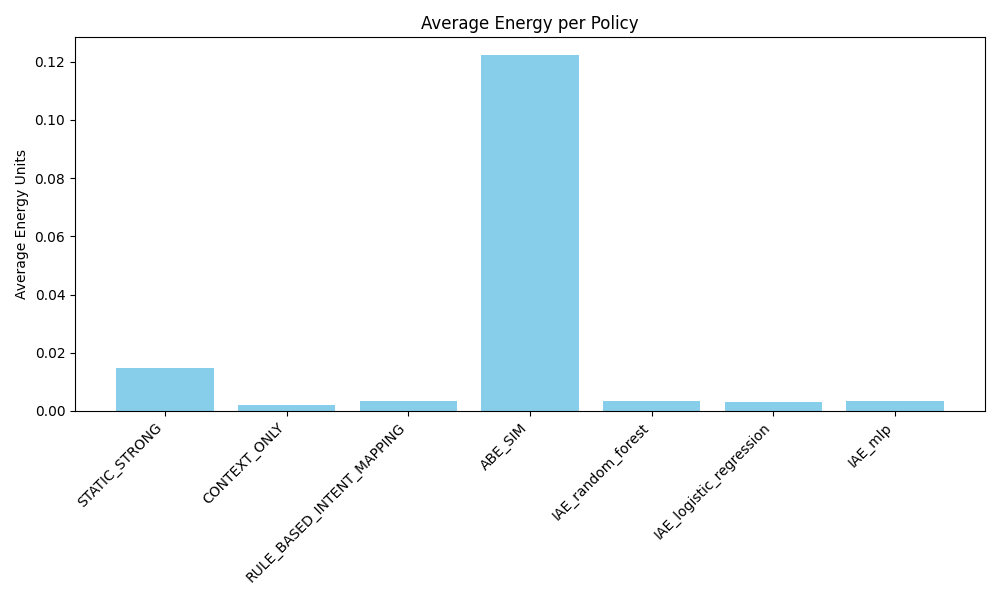 Average Energy per Policy
Average Energy Units
0.12
0.10
0.08
0.06
0.04
0.02
0.00
STATIC_STRONG
CONTEXT_ONLY
RULE_BASED_INTENT_MAPPING
ABE_SIM
IAE_random_forest
IAE_logistic_regression
IAE_mlp